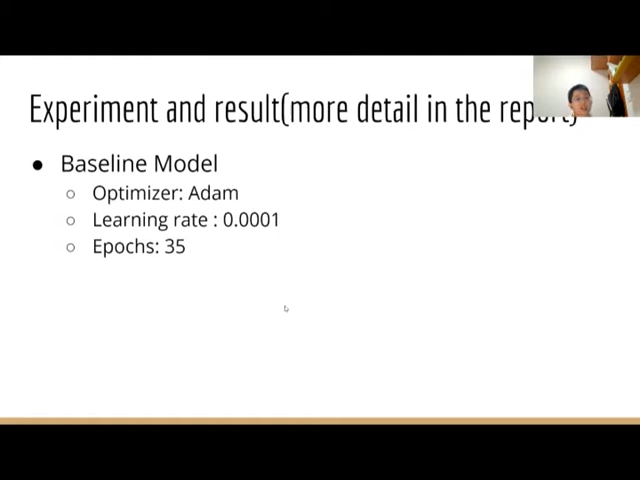 Experiment and result(more detail in the report)
● Baseline Model
○ Optimizer: Adam
○ Learning rate : 0.0001
○ Epochs: 35